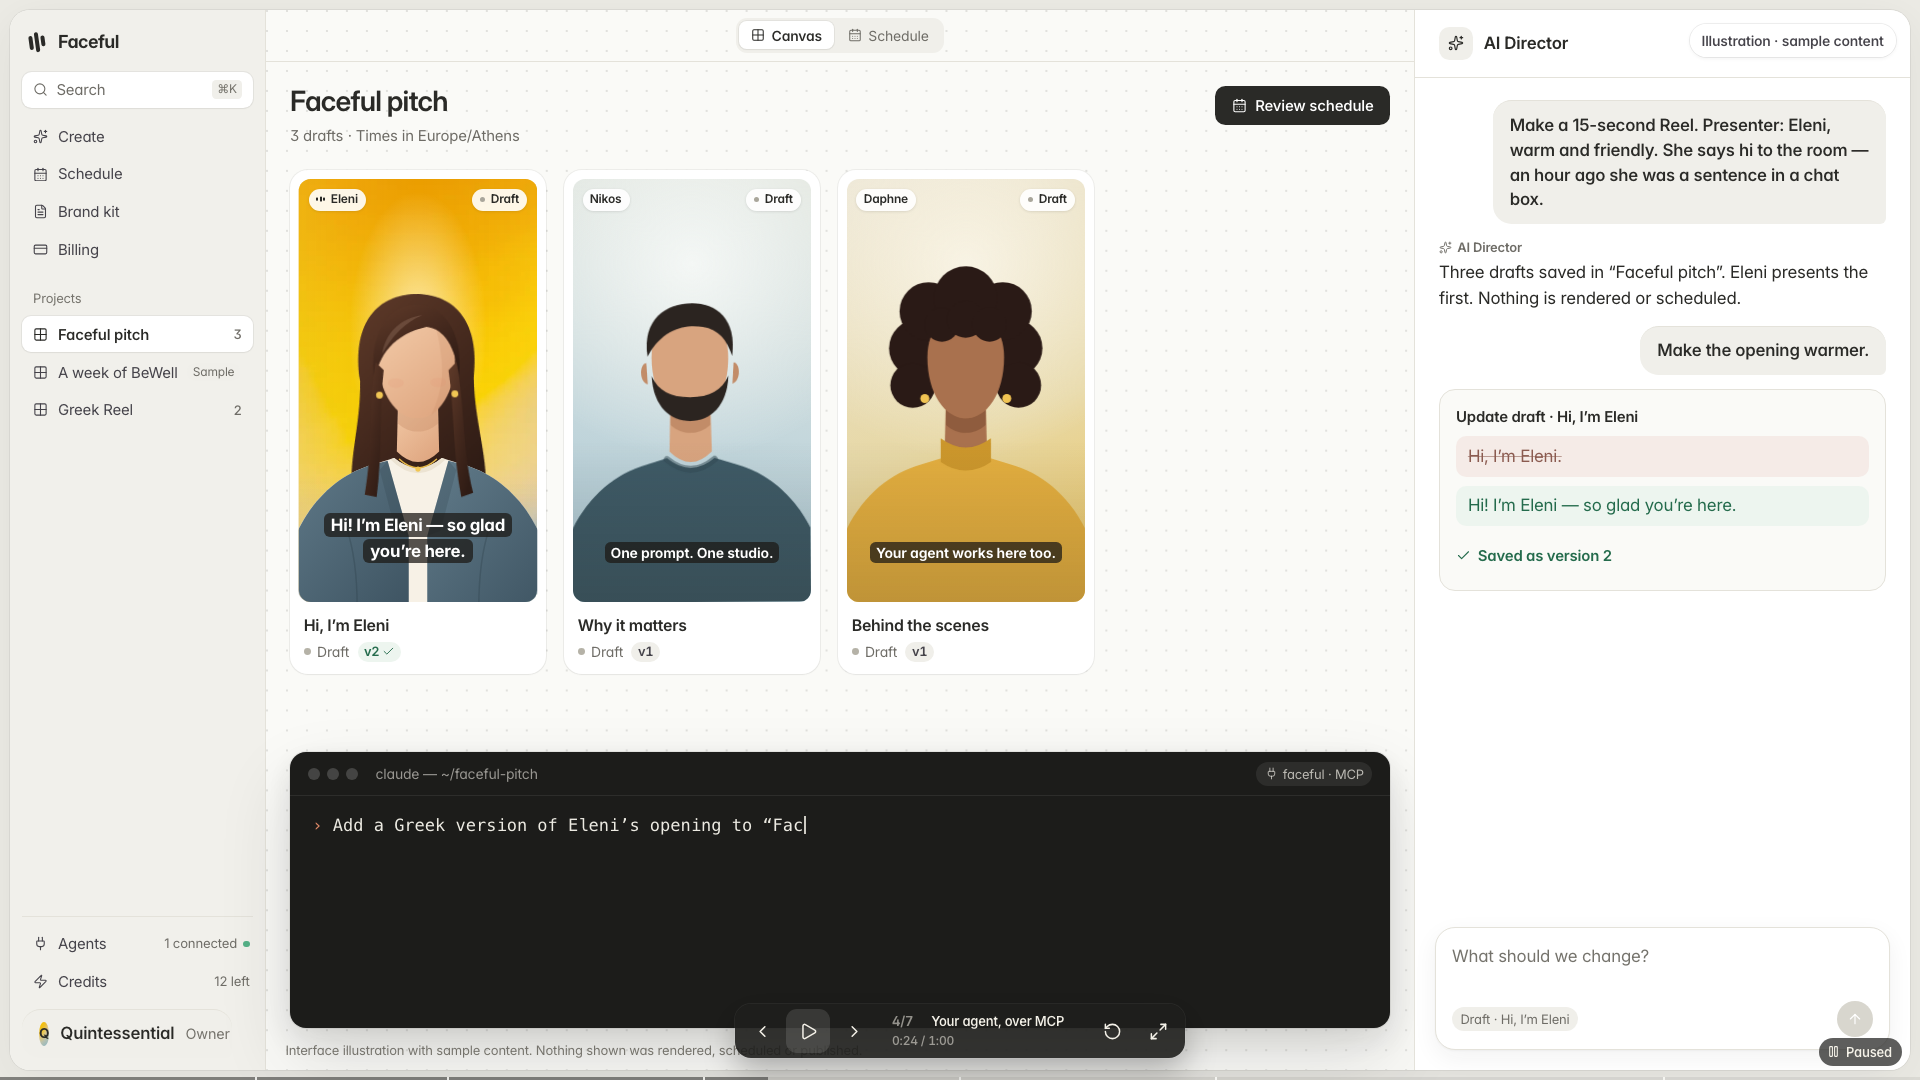 Faceful
Search ⌘K
Create
Schedule
Brand kit
Billing
Projects
Faceful pitch 3
A week of BeWell Sample
Greek Reel 2
Agents 1 connected
Credits 12 left
Quintessential Owner
Canvas Schedule
Faceful pitch
3 drafts · Times in Europe/Athens
Review schedule
Eleni Draft
Hi! I’m Eleni — so glad
you’re here.
Hi, I’m Eleni
Draft v2
Nikos Draft
One prompt. One studio.
Why it matters
Draft v1
Daphne Draft
Your agent works here too.
Behind the scenes
Draft v1
claude — ~/faceful-pitch faceful · MCP
› Add a Greek version of Eleni’s opening to “Fac
4/7 Your agent, over MCP
0:24 / 1:00
Interface illustration with sample content. Nothing shown was rendered, scheduled or published.
AI Director Illustration · sample content
Make a 15-second Reel. Presenter: Eleni,
warm and friendly. She says hi to the room —
an hour ago she was a sentence in a chat
box.
AI Director
Three drafts saved in “Faceful pitch”. Eleni presents the
first. Nothing is rendered or scheduled.
Make the opening warmer.
Update draft · Hi, I’m Eleni
Hi, I’m Eleni.
Hi! I’m Eleni — so glad you’re here.
Saved as version 2
What should we change?
Draft · Hi, I’m Eleni
Paused